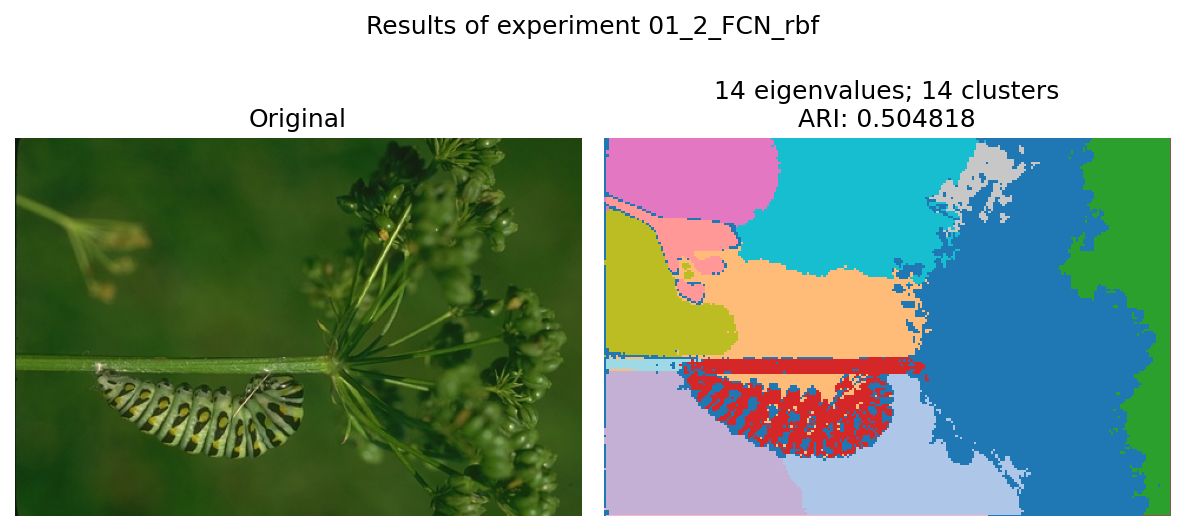 Results of experiment 01_2_FCN_rbf
Original
14 eigenvalues; 14 clusters
ARI: 0.504818